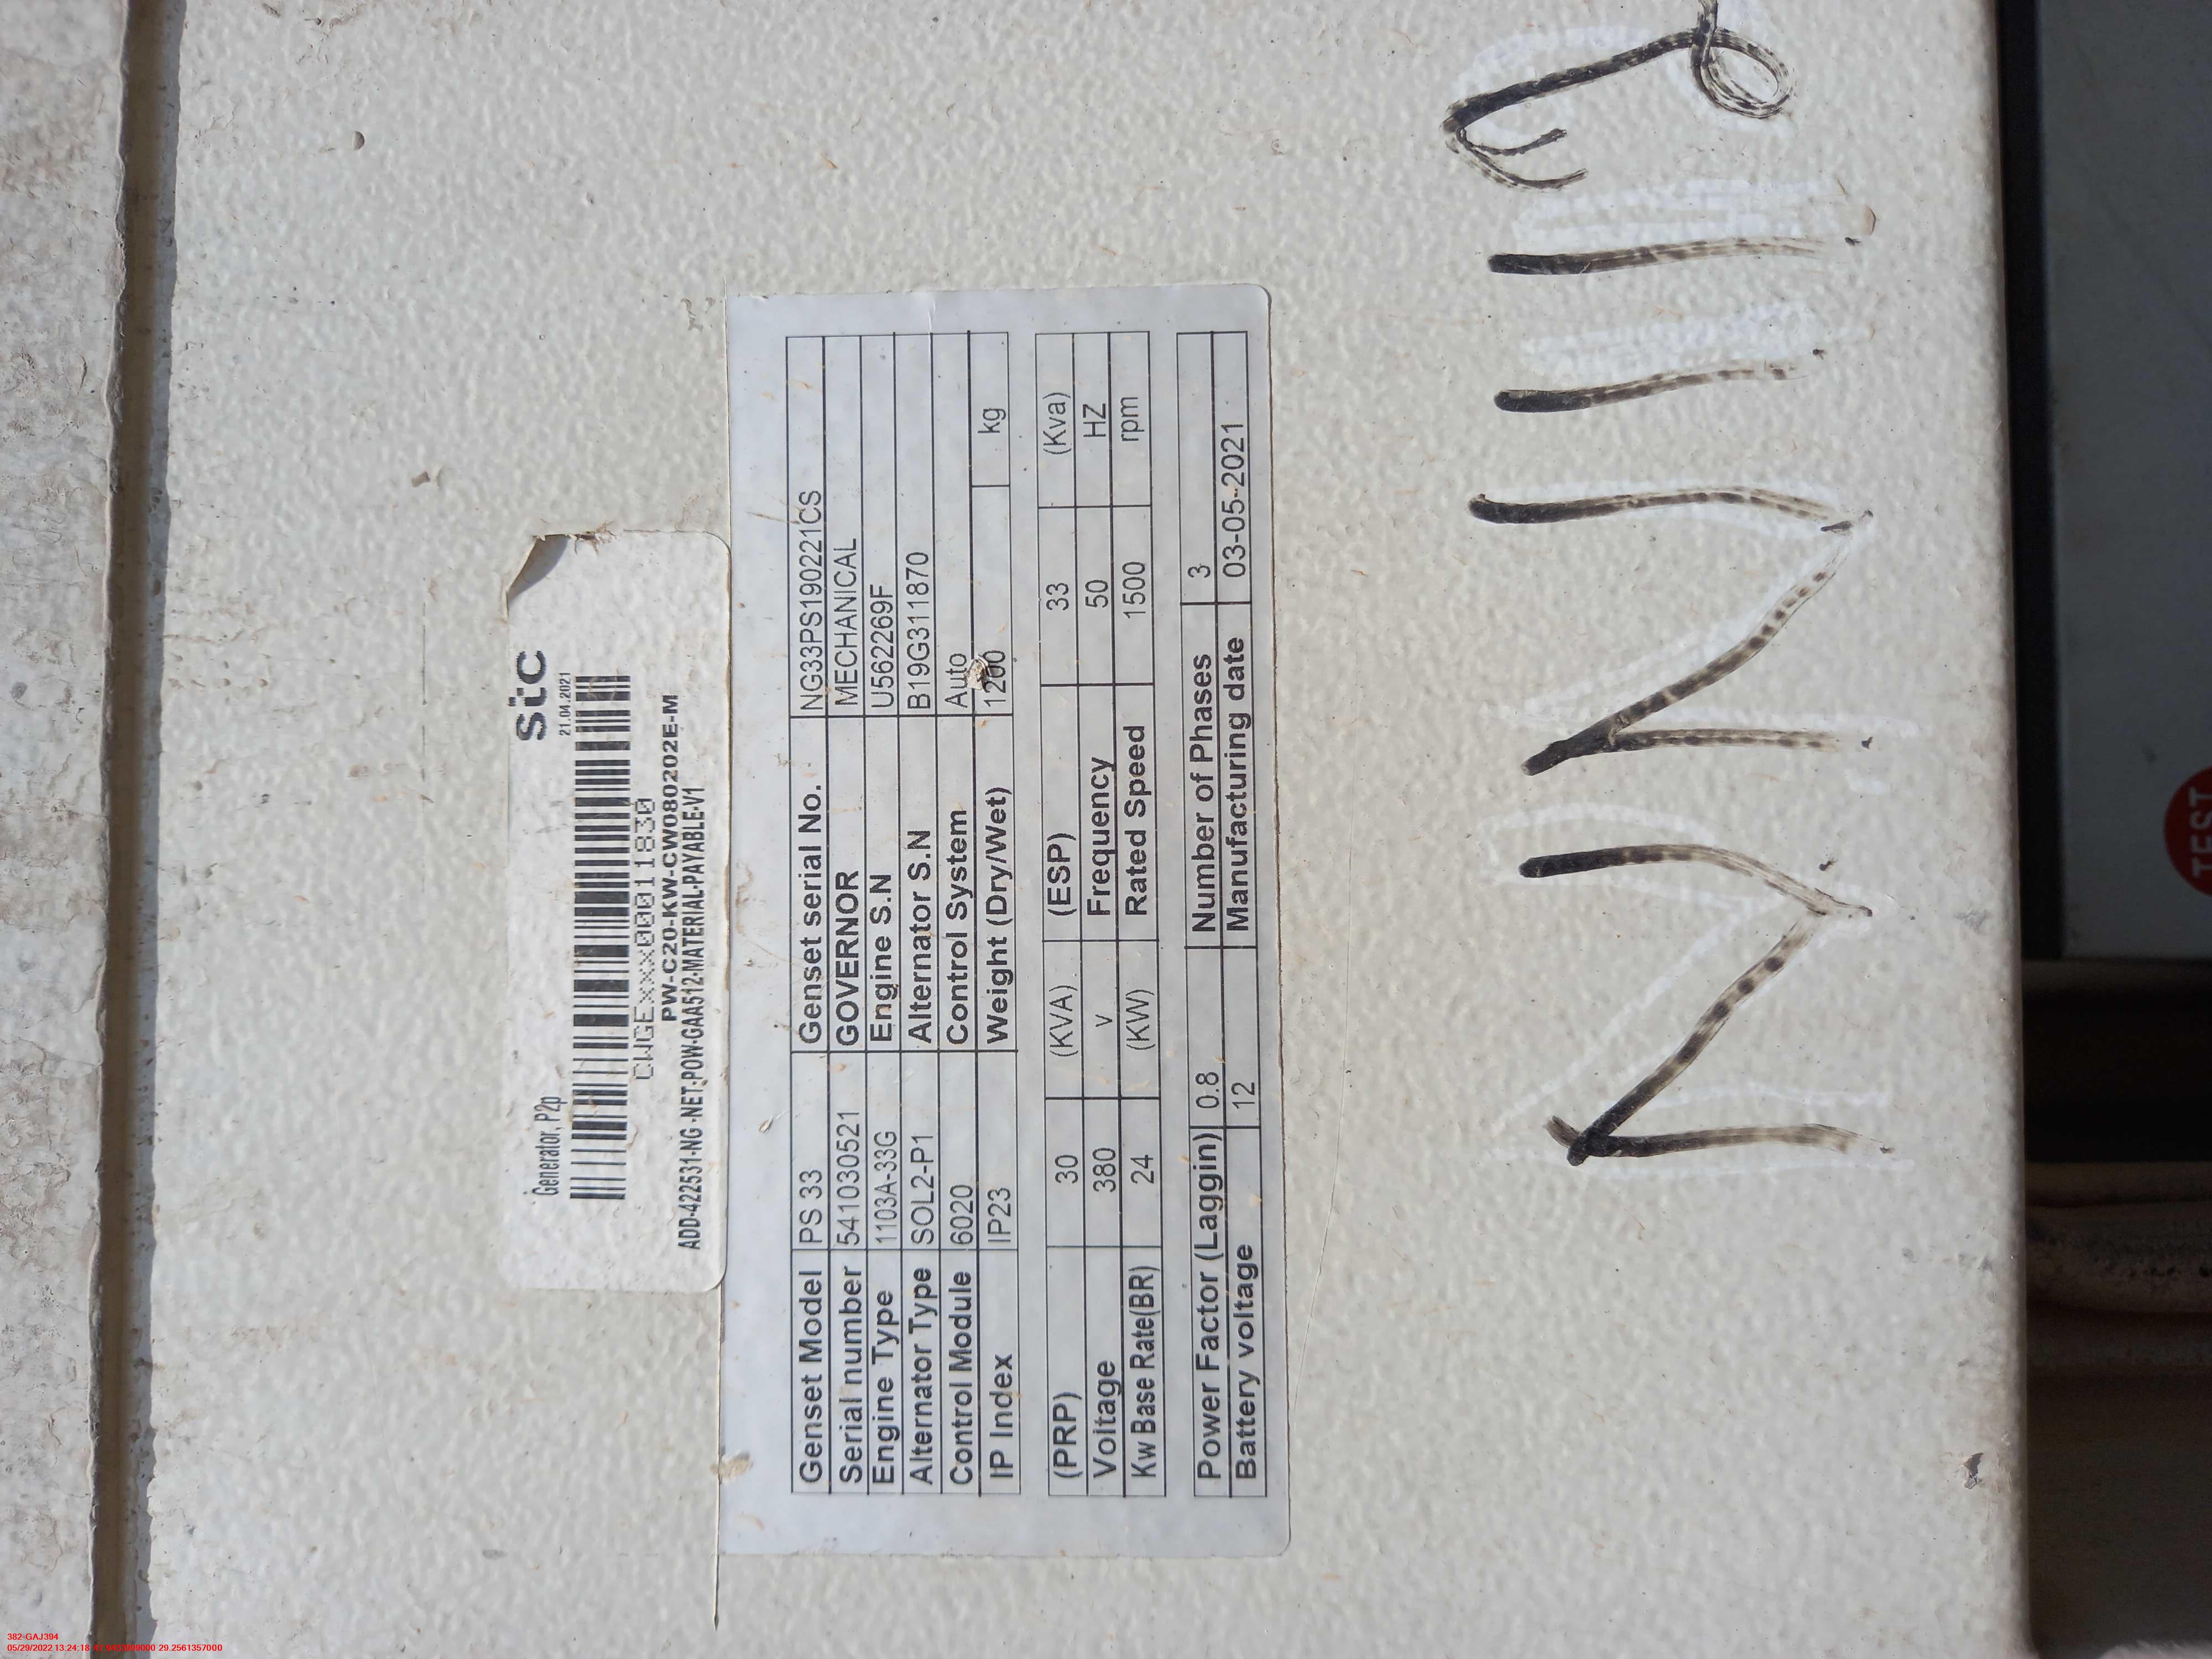 stc
Generator, P2p
21.04.2021
CWGExxxx00011830
PW-C20-KW-CW080202E-M
ADD-422531-NG-NET-POW-GAA512-MATERIAL-PAYABLE-V1
Genset Model PS 33 Genset serial No. NG33PS190221CS
Serial number 5410305​21 GOVERNOR MECHANICAL
Engine Type 1103A-33G Engine S.N U562269F
Alternator Type SOL2-P1 Alternator S.N B19G311870
Control Module 6020 Control System Auto
IP Index IP23 Weight (Dry/Wet) 1200 kg
(PRP) 30 (KVA) (ESP) 33 (Kva)
Voltage 380 v Frequency 50 HZ
Kw Base Rate(BR) 24 (KW) Rated Speed 1500 rpm
Power Factor (Laggin) 0.8 Number of Phases 3
Battery voltage 12 Manufacturing date 03-05-2021
TEST
382-GAJ394